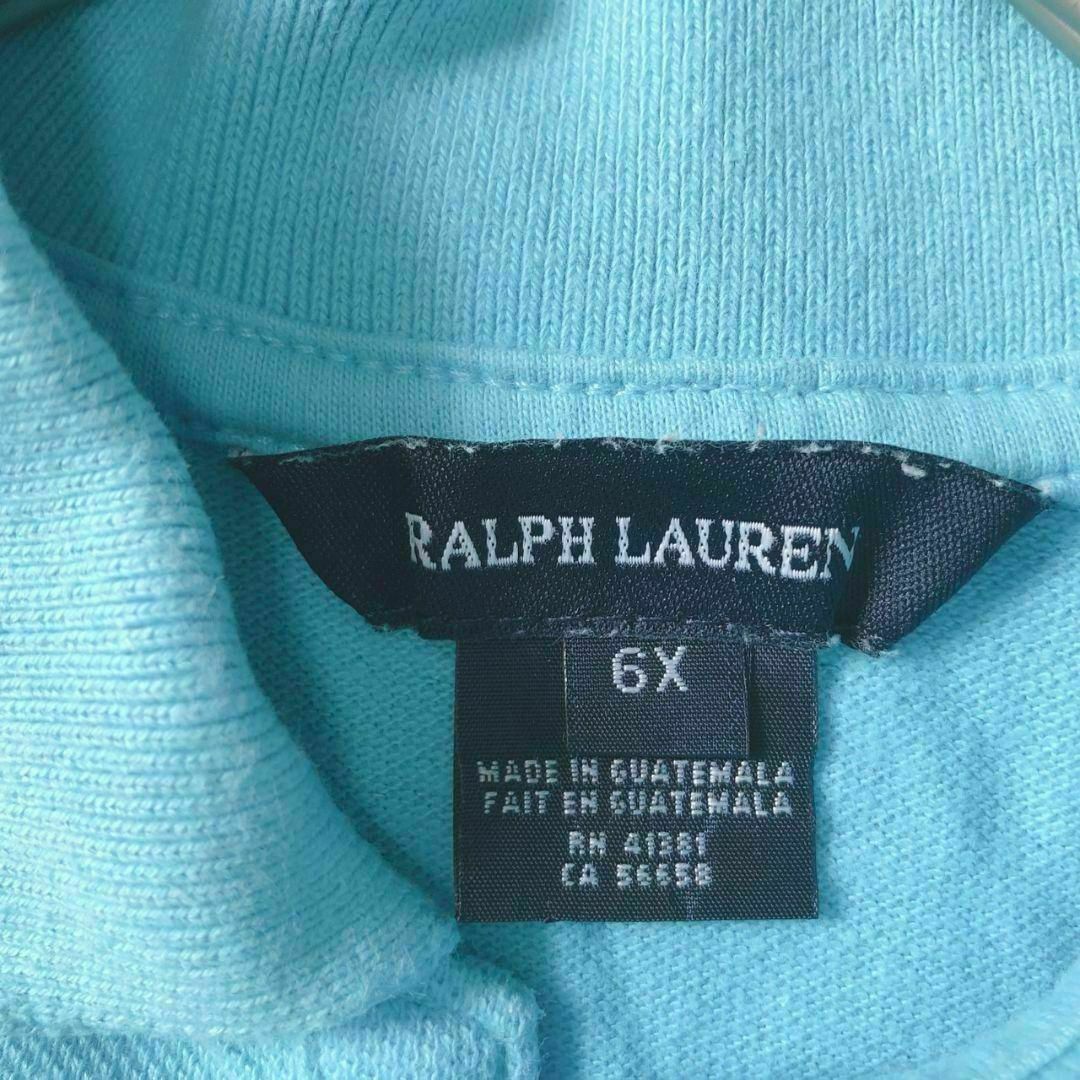 RALPH LAUREN
6X
MADE IN GUATEMALA
FAIT EN GUATEMALA
RN 41381
CA 56658